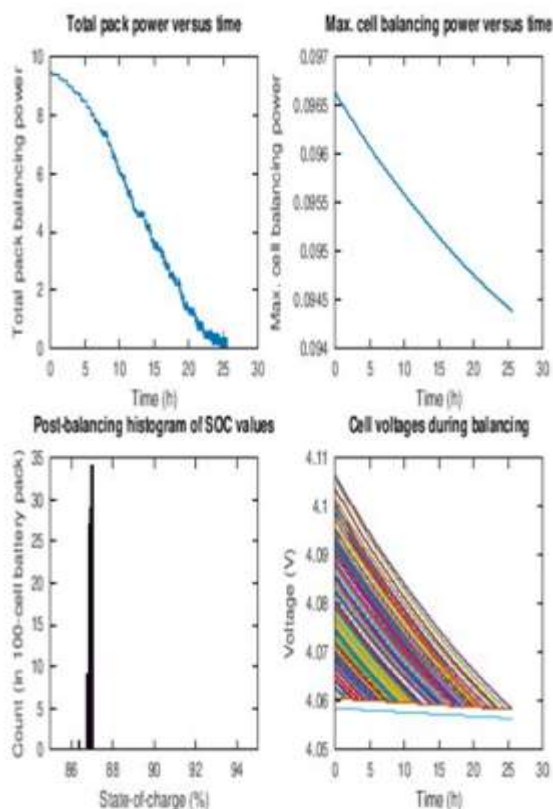 Total pack power versus time
Total pack balancing power
10
8
6
4
2
0
0 5 10 15 20 25 30
Time (h)
Max. cell balancing power versus time
Max. cell balancing power
0.097
0.0965
0.096
0.0955
0.095
0.0945
0.094
0 5 10 15 20 25 30
Time (h)
Post-balancing histogram of SOC values
Count (in 100-cell battery pack)
35
30
25
20
15
10
5
0
86 88 90 92 94
State-of-charge (%)
Cell voltages during balancing
Voltage (V)
4.11
4.1
4.09
4.08
4.07
4.06
4.05
0 5 10 15 20 25 30
Time (h)